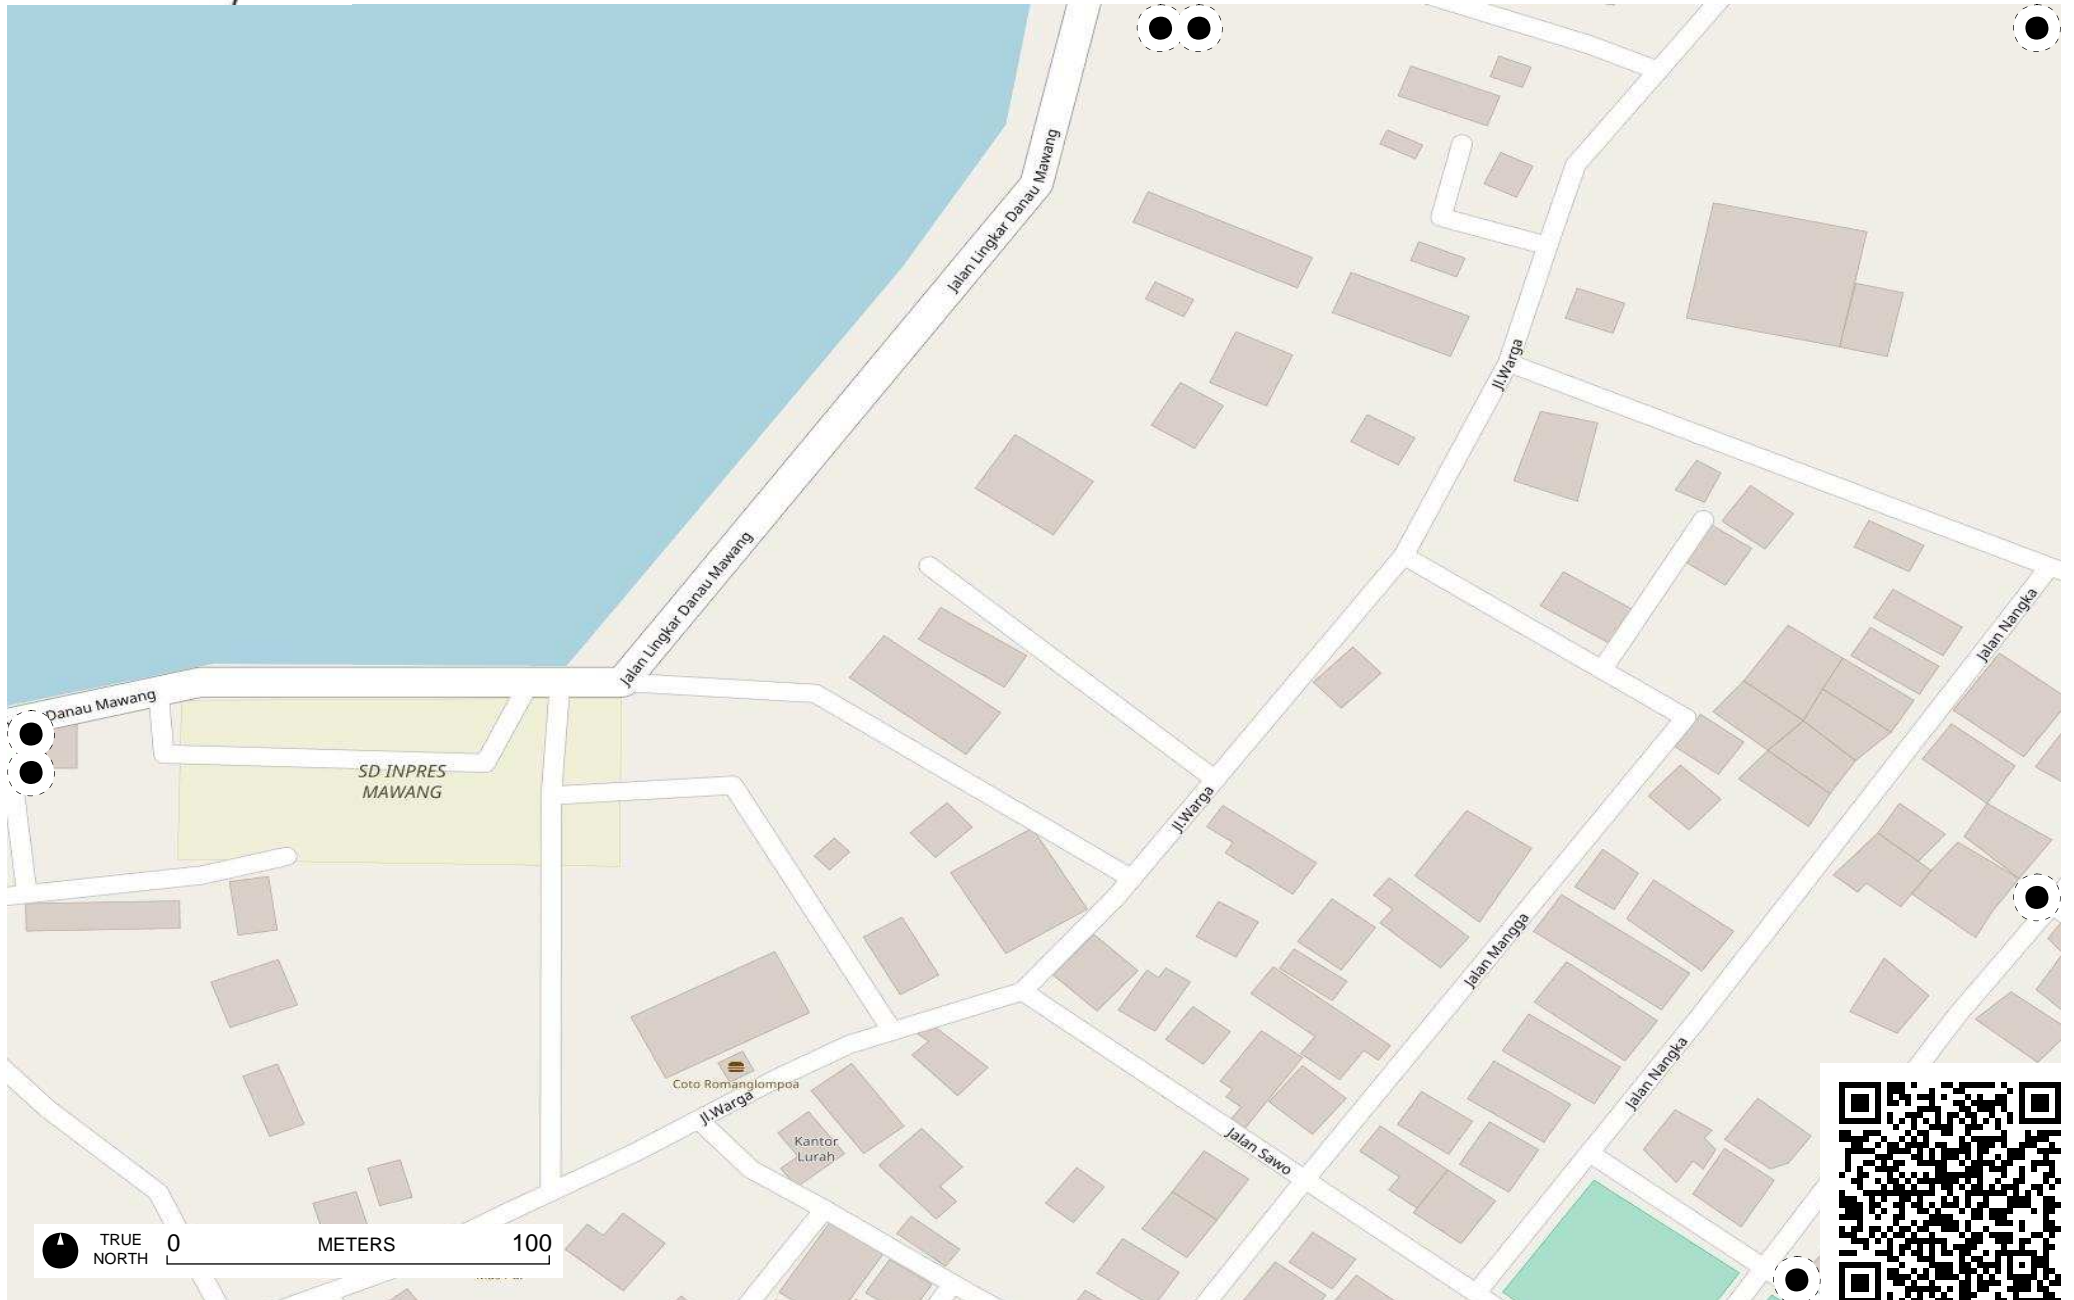 Jalan Lingkar Danau Mawang
Jl.Warga
Jalan Lingkar Danau Mawang
Jalan Nangka
Danau Mawang
SD INPRES
MAWANG
Jl.Warga
Jalan Mangga
Jalan Nangka
Coto Romanglompoa
Jl.Warga
Kantor
Lurah
Jalan Sawo
TRUE
NORTH
0
METERS
100